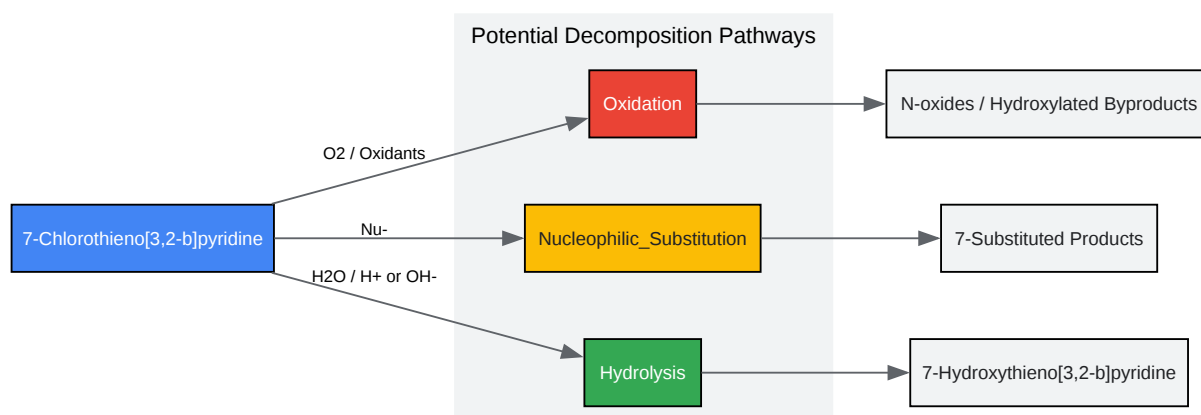 Potential Decomposition Pathways
Oxidation
N-oxides / Hydroxylated Byproducts
O2 / Oxidants
7-Chlorothieno[3,2-b]pyridine
Nu-
Nucleophilic_Substitution
7-Substituted Products
H2O / H+ or OH-
Hydrolysis
7-Hydroxythieno[3,2-b]pyridine